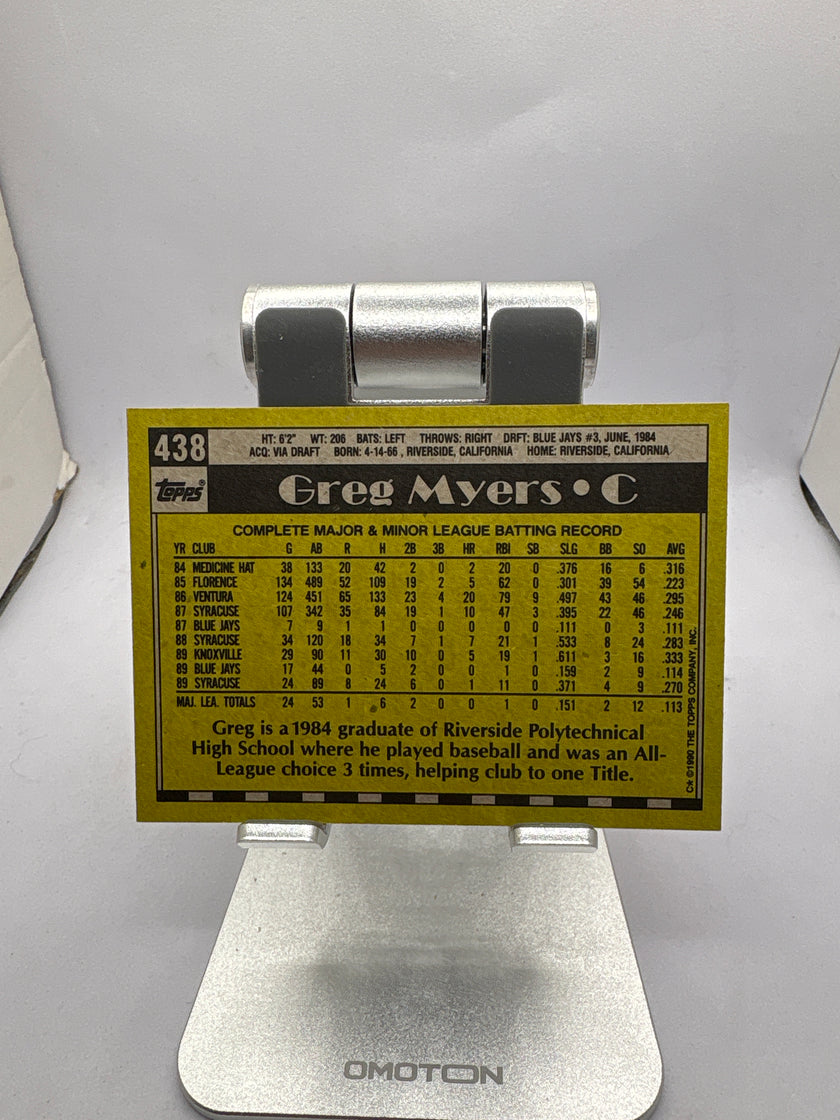 438
HT: 6'2" WT: 206 BATS: LEFT THROWS: RIGHT DRFT: BLUE JAYS #3, JUNE, 1984
ACQ: VIA DRAFT BORN: 4-14-66 , RIVERSIDE, CALIFORNIA HOME: RIVERSIDE, CALIFORNIA
Topps®
Greg Myers • C
COMPLETE MAJOR & MINOR LEAGUE BATTING RECORD
YR CLUB G AB R H 2B 3B HR RBI SB SLG BB SO AVG
84 MEDICINE HAT 38 133 20 42 2 0 2 20 0 .376 16 6 .316
85 FLORENCE 134 489 52 109 19 2 5 62 0 .301 39 54 .223
86 VENTURA 124 451 65 133 23 4 20 79 9 .497 43 46 .295
87 SYRACUSE 107 342 35 84 19 1 10 47 3 .395 22 46 .246
87 BLUE JAYS 7 9 1 1 0 0 0 0 0 .111 0 3 .111
88 SYRACUSE 34 120 18 34 7 1 7 21 1 .533 8 24 .283
89 KNOXVILLE 29 90 11 30 10 0 5 19 1 .611 3 16 .333
89 BLUE JAYS 17 44 0 5 2 0 0 1 0 .159 2 9 .114
89 SYRACUSE 24 89 8 24 6 0 1 11 0 .371 4 9 .270
MAJ. LEA. TOTALS 24 53 1 6 2 0 0 1 0 .151 2 12 .113
Greg is a 1984 graduate of Riverside Polytechnical
High School where he played baseball and was an All-
League choice 3 times, helping club to one Title.
C* © 1990 THE TOPPS COMPANY, INC.
OMOTON